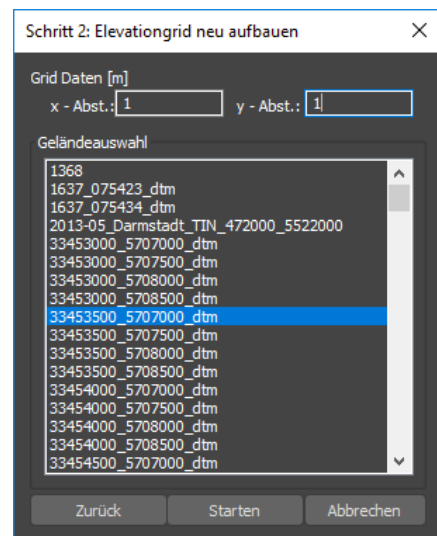 Schritt 2: Elevationgrid neu aufbauen
Grid Daten [m]
x - Abst.: 1 y - Abst.: 1
Geländeauswahl
1368
1637_075423_dtm
1637_075434_dtm
2013-05_Darmstadt_TIN_472000_5522000
33453000_5707000_dtm
33453000_5707500_dtm
33453000_5708000_dtm
33453000_5708500_dtm
33453500_5707000_dtm
33453500_5707500_dtm
33453500_5708000_dtm
33453500_5708500_dtm
33454000_5707000_dtm
33454000_5707500_dtm
33454000_5708000_dtm
33454000_5708500_dtm
33454500_5707000_dtm
Zurück Starten Abbrechen